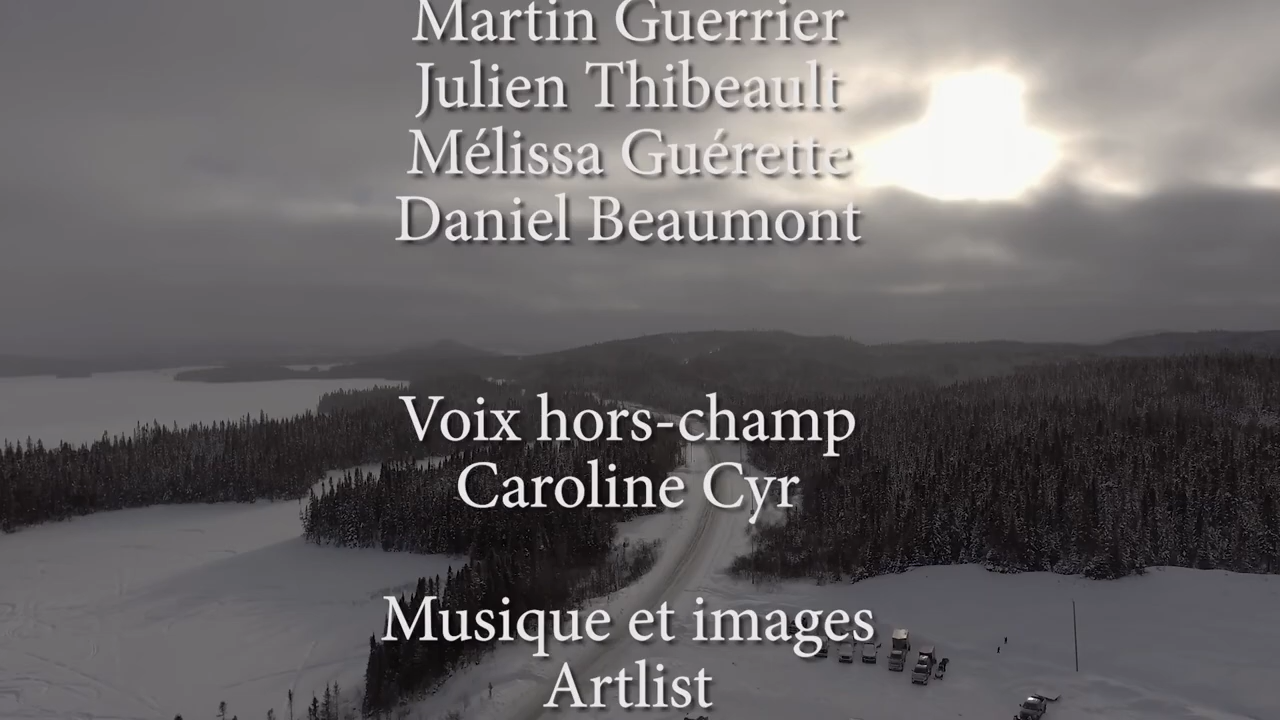 Martin Guerrier
Julien Thibeault
Mélissa Guérette
Daniel Beaumont
Voix hors-champ
Caroline Cyr
Musique et images
Artlist